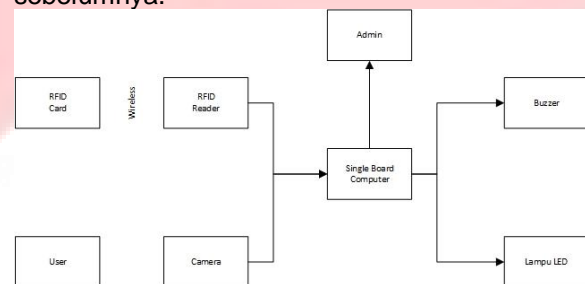 sebelumnya.
Admin
RFID
Card
Wireless
RFID
Reader
Buzzer
Single Board
Computer
User
Camera
Lampu LED